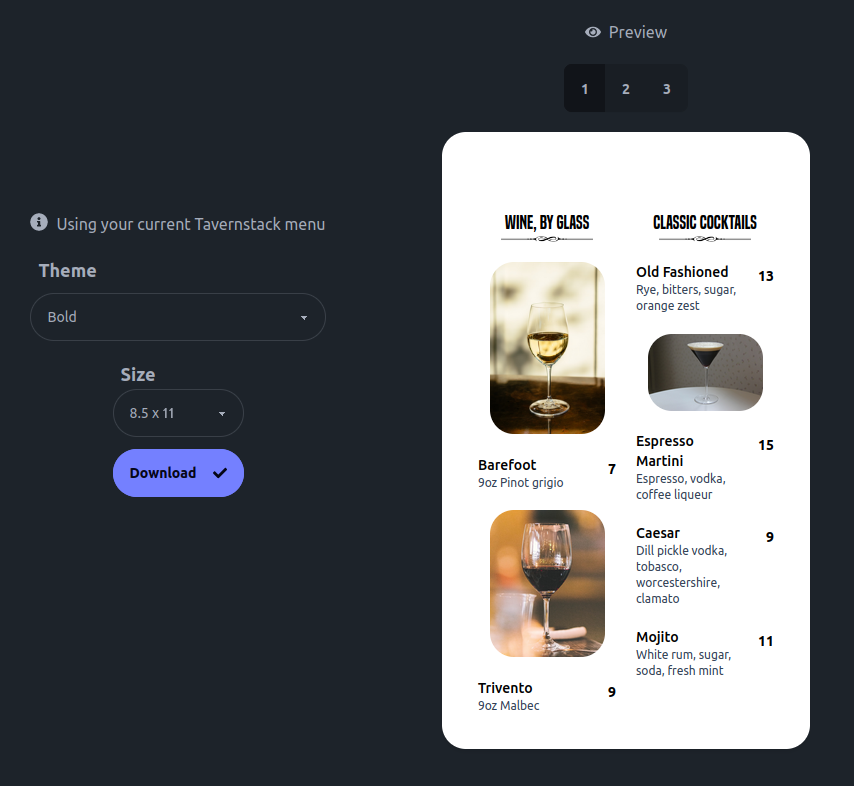 Preview
1 2 3
Using your current Tavernstack menu
Theme
Bold
Size
8.5 x 11
Download
WINE, BY GLASS
Barefoot 7
9oz Pinot grigio
Trivento 9
9oz Malbec
CLASSIC COCKTAILS
Old Fashioned 13
Rye, bitters, sugar,
orange zest
Espresso 15
Martini
Espresso, vodka,
coffee liqueur
Caesar 9
Dill pickle vodka,
tobasco,
worcestershire,
clamato
Mojito 11
White rum, sugar,
soda, fresh mint